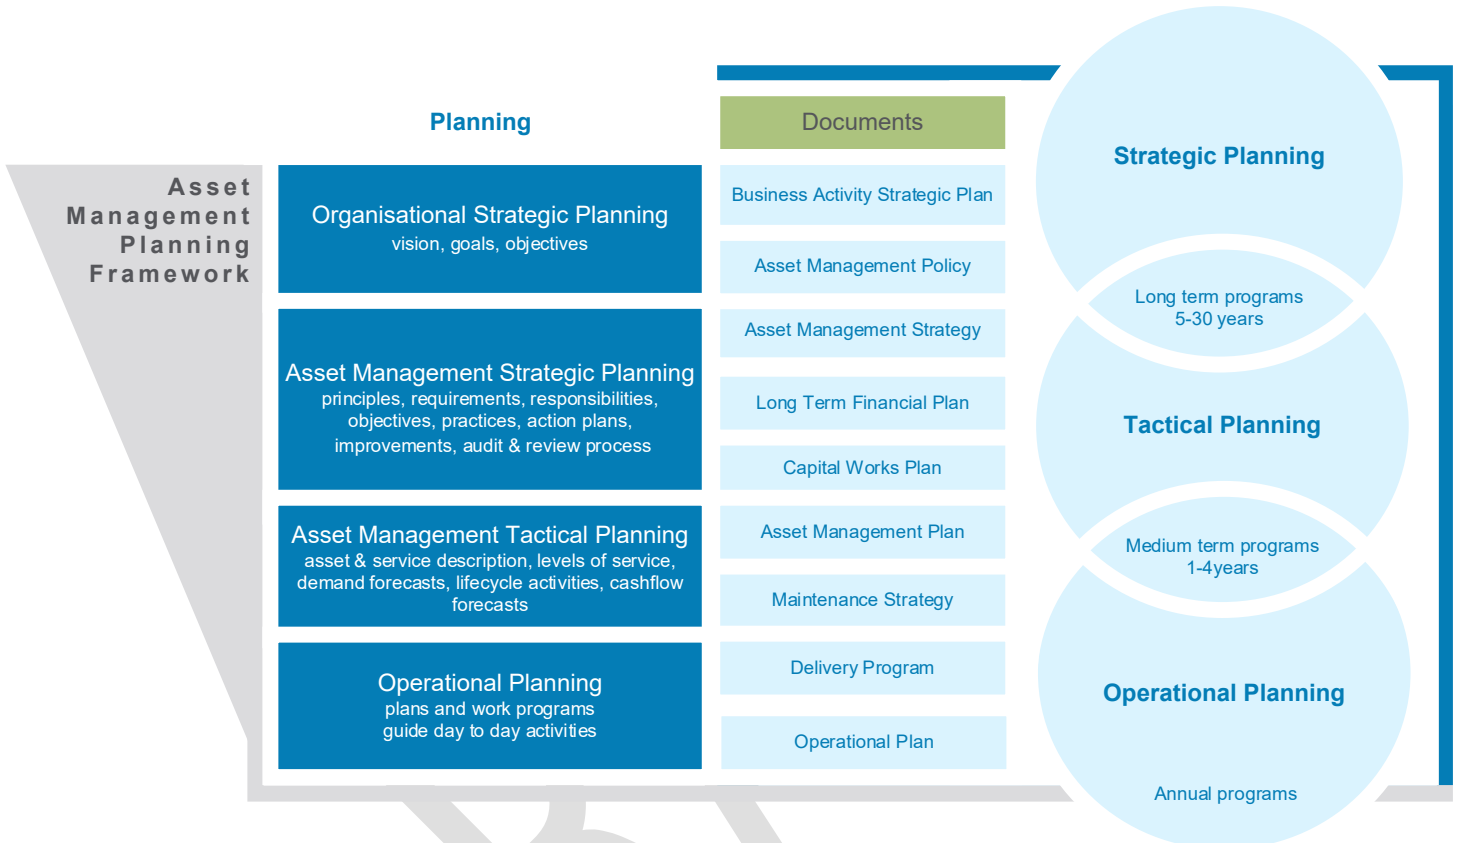 Planning
Documents
Asset
Management
Planning
Framework
Organisational Strategic Planning
vision, goals, objectives
Asset Management Strategic Planning
principles, requirements, responsibilities,
objectives, practices, action plans,
improvements, audit & review process
Asset Management Tactical Planning
asset & service description, levels of service,
demand forecasts, lifecycle activities, cashflow
forecasts
Operational Planning
plans and work programs
guide day to day activities
Business Activity Strategic Plan
Asset Management Policy
Asset Management Strategy
Long Term Financial Plan
Capital Works Plan
Asset Management Plan
Maintenance Strategy
Delivery Program
Operational Plan
Strategic Planning
Long term programs
5-30 years
Tactical Planning
Medium term programs
1-4years
Operational Planning
Annual programs